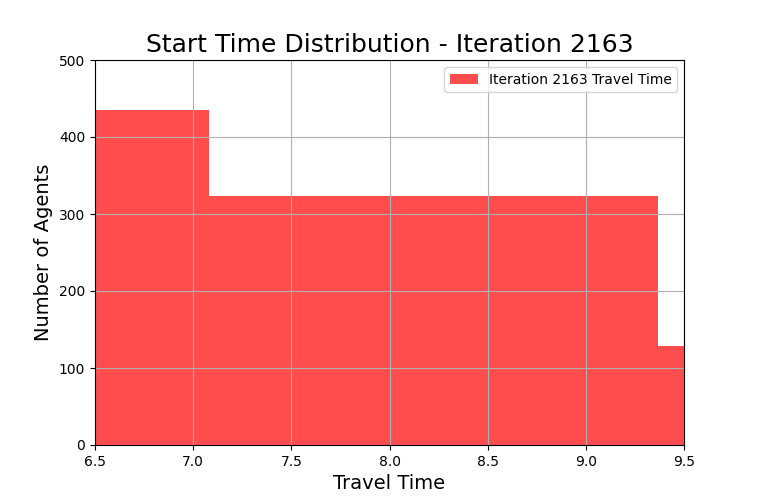 Start Time Distribution - Iteration 2163
Iteration 2163 Travel Time
Number of Agents
500
400
300
200
100
0
6.5 7.0 7.5 8.0 8.5 9.0 9.5
Travel Time